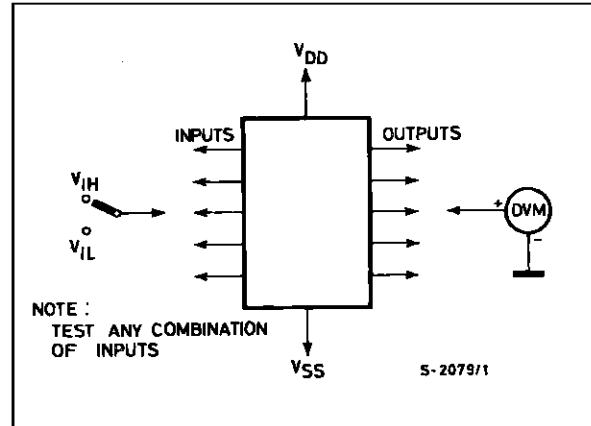 VDD
INPUTS
OUTPUTS
VIH
VIL
+ DVM -
NOTE :
TEST ANY COMBINATION
OF INPUTS
VSS
S-2079/1